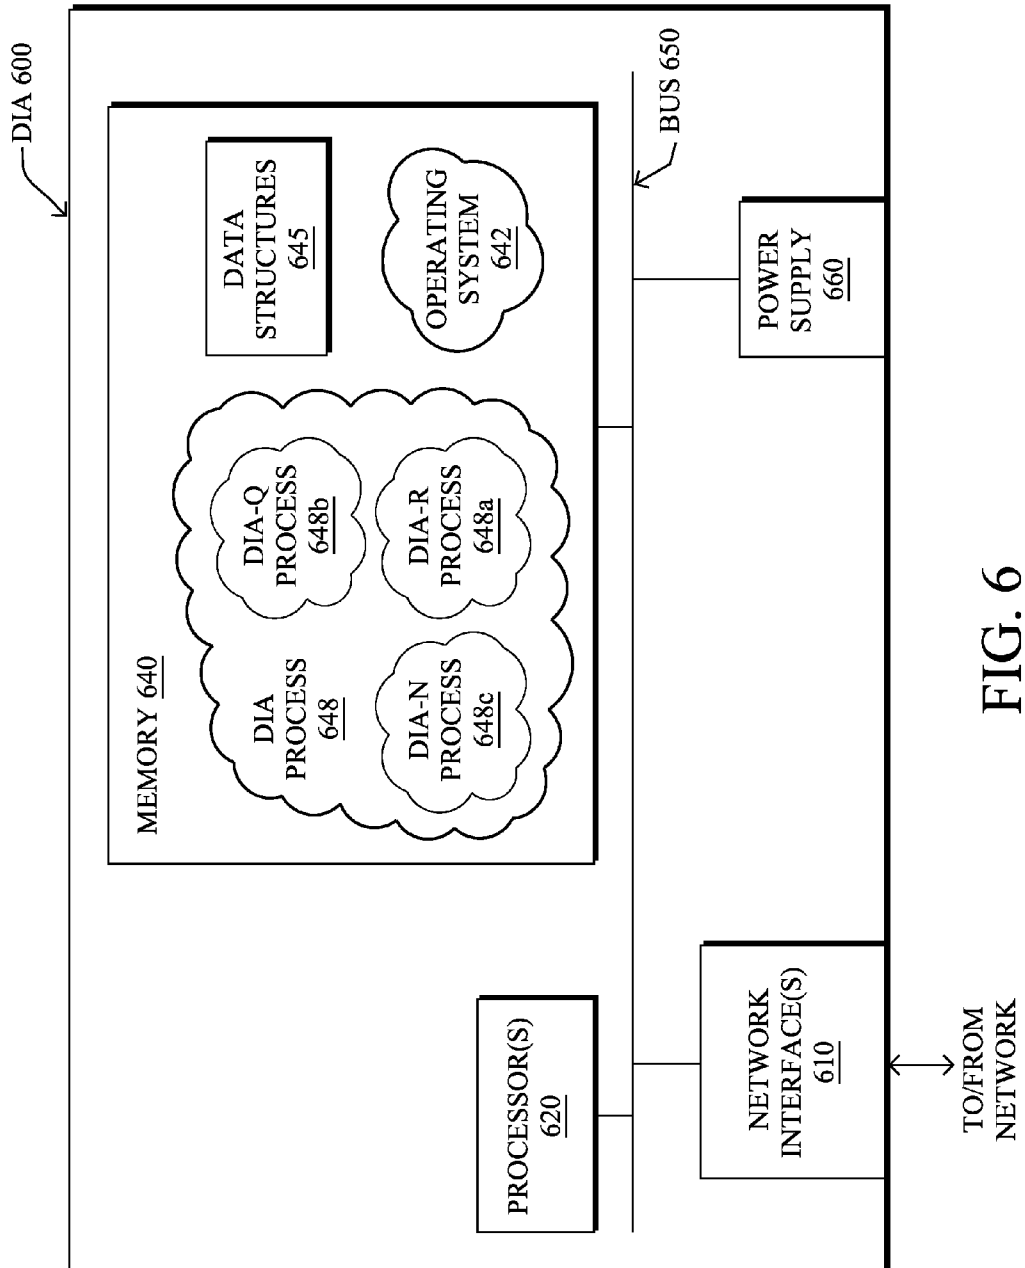 DIA 600
MEMORY 640
DIA
PROCESS
648
DIA-Q
PROCESS
648b
DIA-N
PROCESS
648c
DIA-R
PROCESS
648a
DATA
STRUCTURES
645
OPERATING
SYSTEM
642
PROCESSOR(S)
620
BUS 650
NETWORK
INTERFACE(S)
610
POWER
SUPPLY
660
TO/FROM
NETWORK
FIG. 6